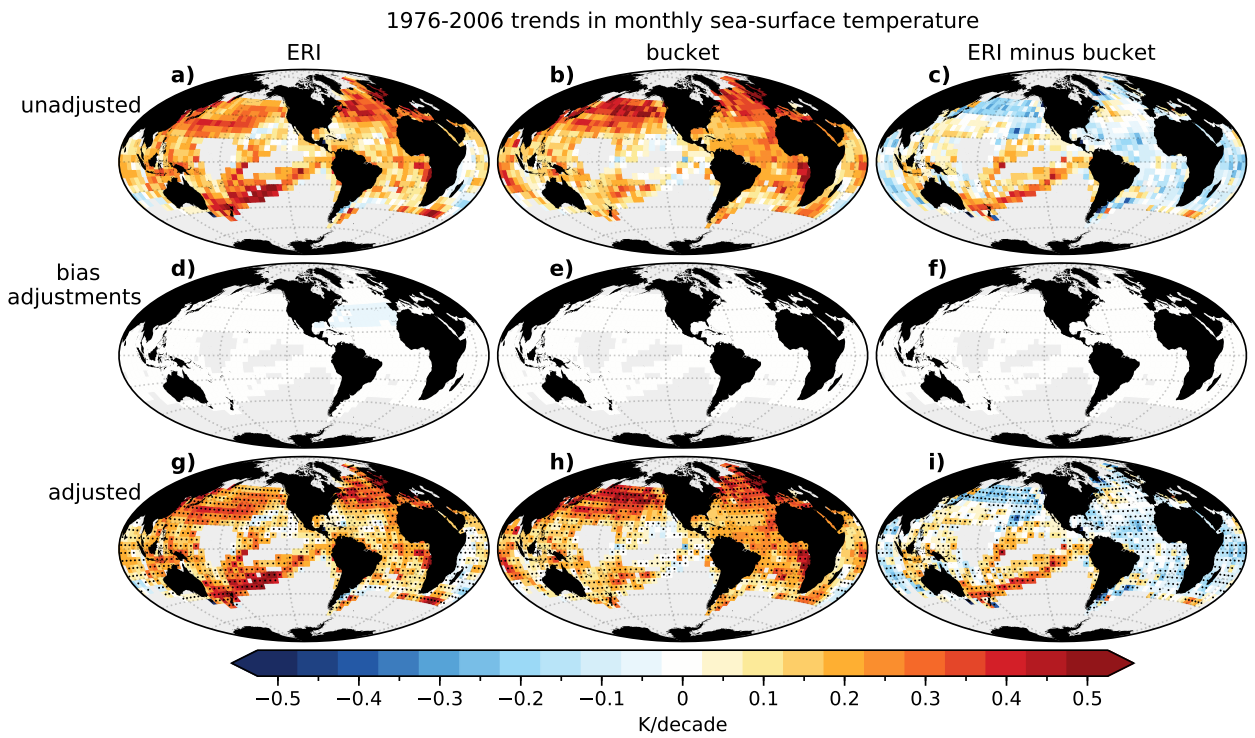 1976-2006 trends in monthly sea-surface temperature
ERI
bucket
ERI minus bucket
unadjusted
a)
b)
c)
bias
adjustments
d)
e)
f)
adjusted
g)
h)
i)
−0.5 −0.4 −0.3 −0.2 −0.1 0 0.1 0.2 0.3 0.4 0.5
K/decade